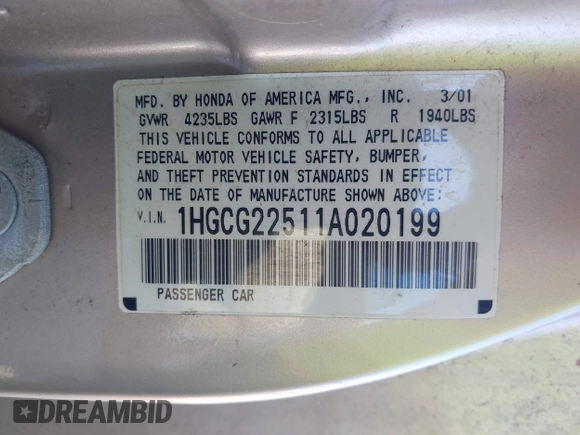 MFD. BY HONDA OF AMERICA MFG., INC. 3/01
GVWR 4235LBS GAWR F 2315LBS R 1940LBS
THIS VEHICLE CONFORMS TO ALL APPLICABLE
FEDERAL MOTOR VEHICLE SAFETY, BUMPER,
AND THEFT PREVENTION STANDARDS IN EFFECT
ON THE DATE OF MANUFACTURE SHOWN ABOVE:
V.I.N. 1HGCG22511A020199
PASSENGER CAR
DREAMBID